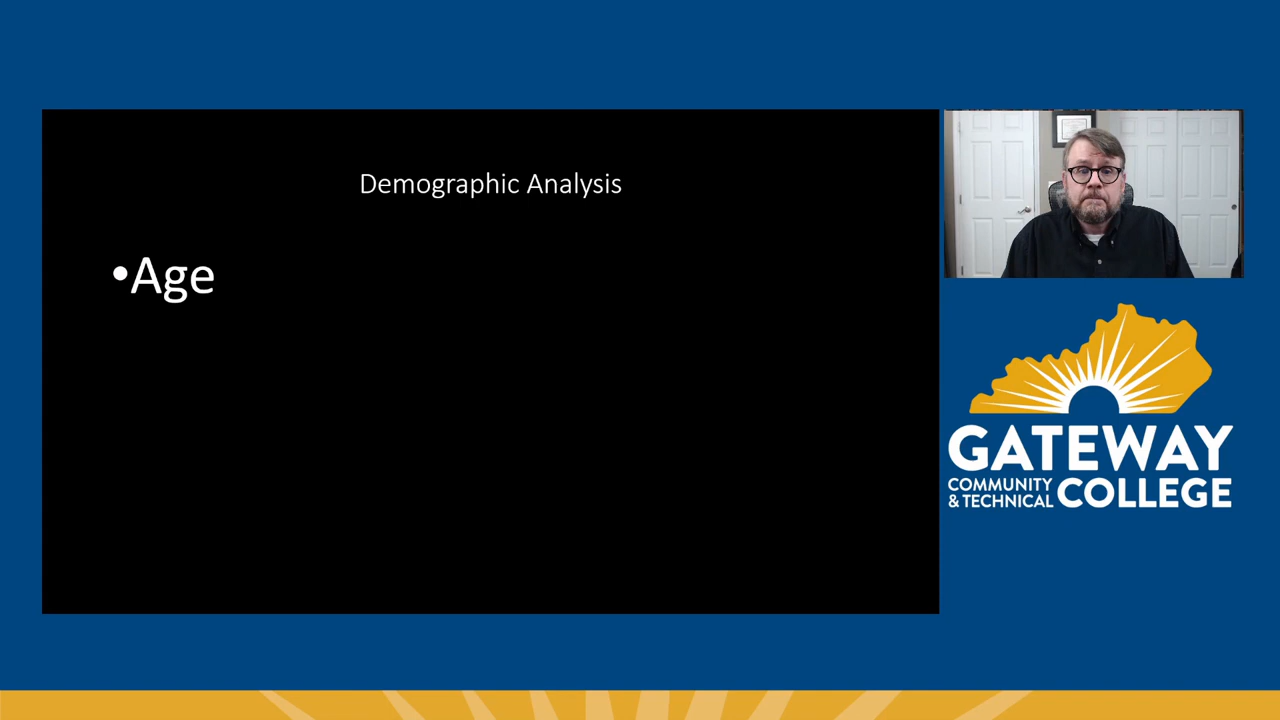 Demographic Analysis
•Age
GATEWAY
COMMUNITY
& TECHNICAL
COLLEGE